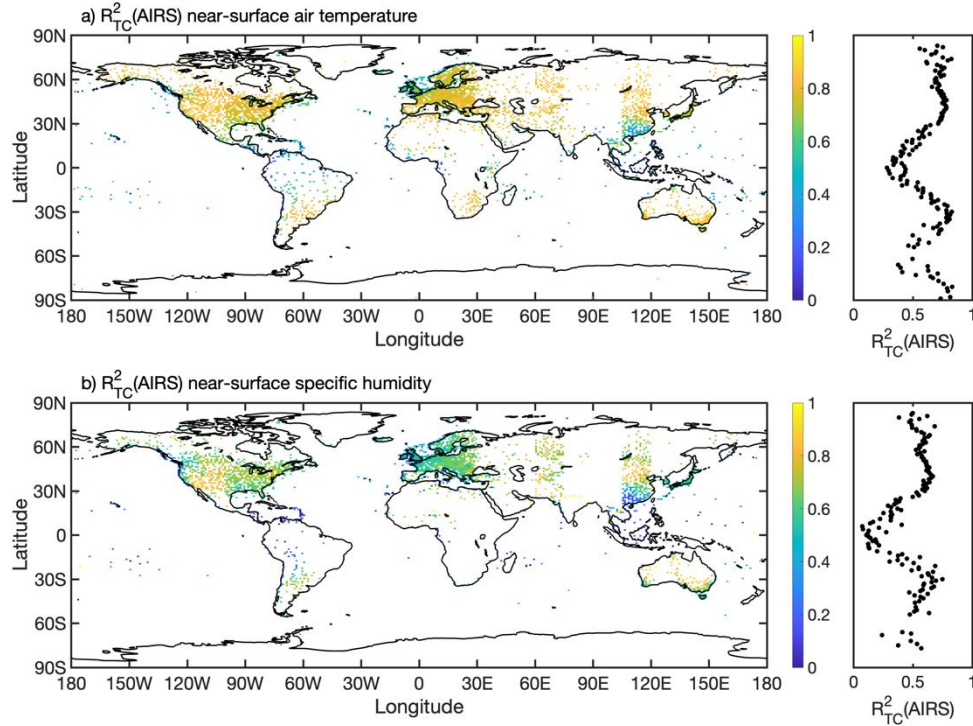 a) R²_TC(AIRS) near-surface air temperature
90N
60N
30N
0
30S
60S
90S
Latitude
180 150W 120W 90W 60W 30W 0 30E 60E 90E 120E 150E 180
Longitude
1
0.8
0.6
0.4
0.2
0
0 0.5 1
R²_TC(AIRS)
b) R²_TC(AIRS) near-surface specific humidity
90N
60N
30N
0
30S
60S
90S
Latitude
180 150W 120W 90W 60W 30W 0 30E 60E 90E 120E 150E 180
Longitude
1
0.8
0.6
0.4
0.2
0
0 0.5 1
R²_TC(AIRS)